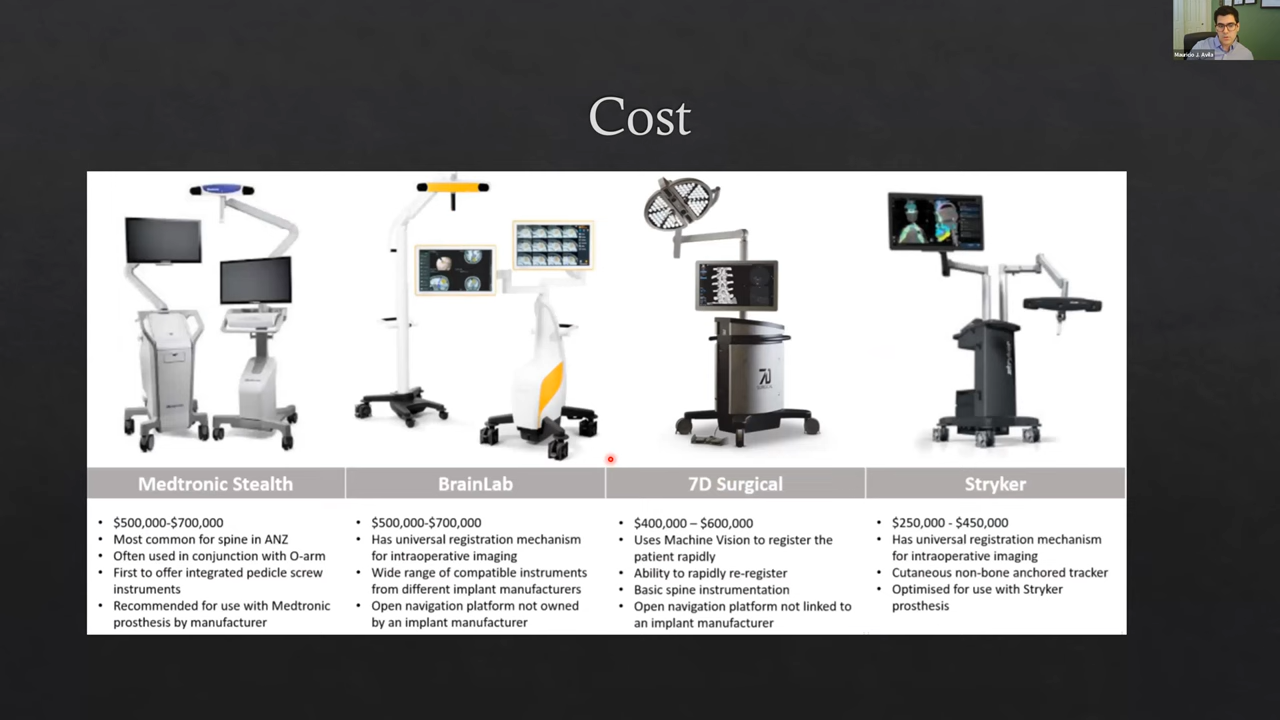 Mauricio J. Avila
Cost
7D
stryker
Medtronic Stealth
BrainLab
7D Surgical
Stryker
• $500,000-$700,000
• Most common for spine in ANZ
• Often used in conjunction with O-arm
• First to offer integrated pedicle screw
instruments
• Recommended for use with Medtronic
prosthesis by manufacturer
• $500,000-$700,000
• Has universal registration mechanism
for intraoperative imaging
• Wide range of compatible instruments
from different implant manufacturers
• Open navigation platform not owned
by an implant manufacturer
• $400,000 – $600,000
• Uses Machine Vision to register the
patient rapidly
• Ability to rapidly re-register
• Basic spine instrumentation
• Open navigation platform not linked to
an implant manufacturer
• $250,000 - $450,000
• Has universal registration mechanism
for intraoperative imaging
• Cutaneous non-bone anchored tracker
• Optimised for use with Stryker
prosthesis